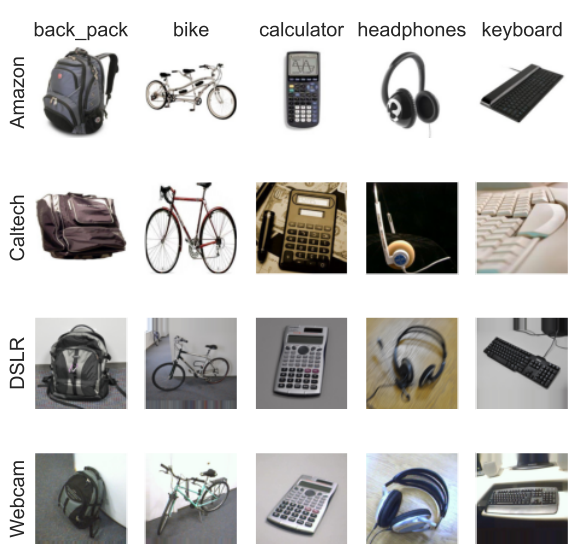 back_pack bike calculator headphones keyboard
Amazon
Caltech
DSLR
Webcam